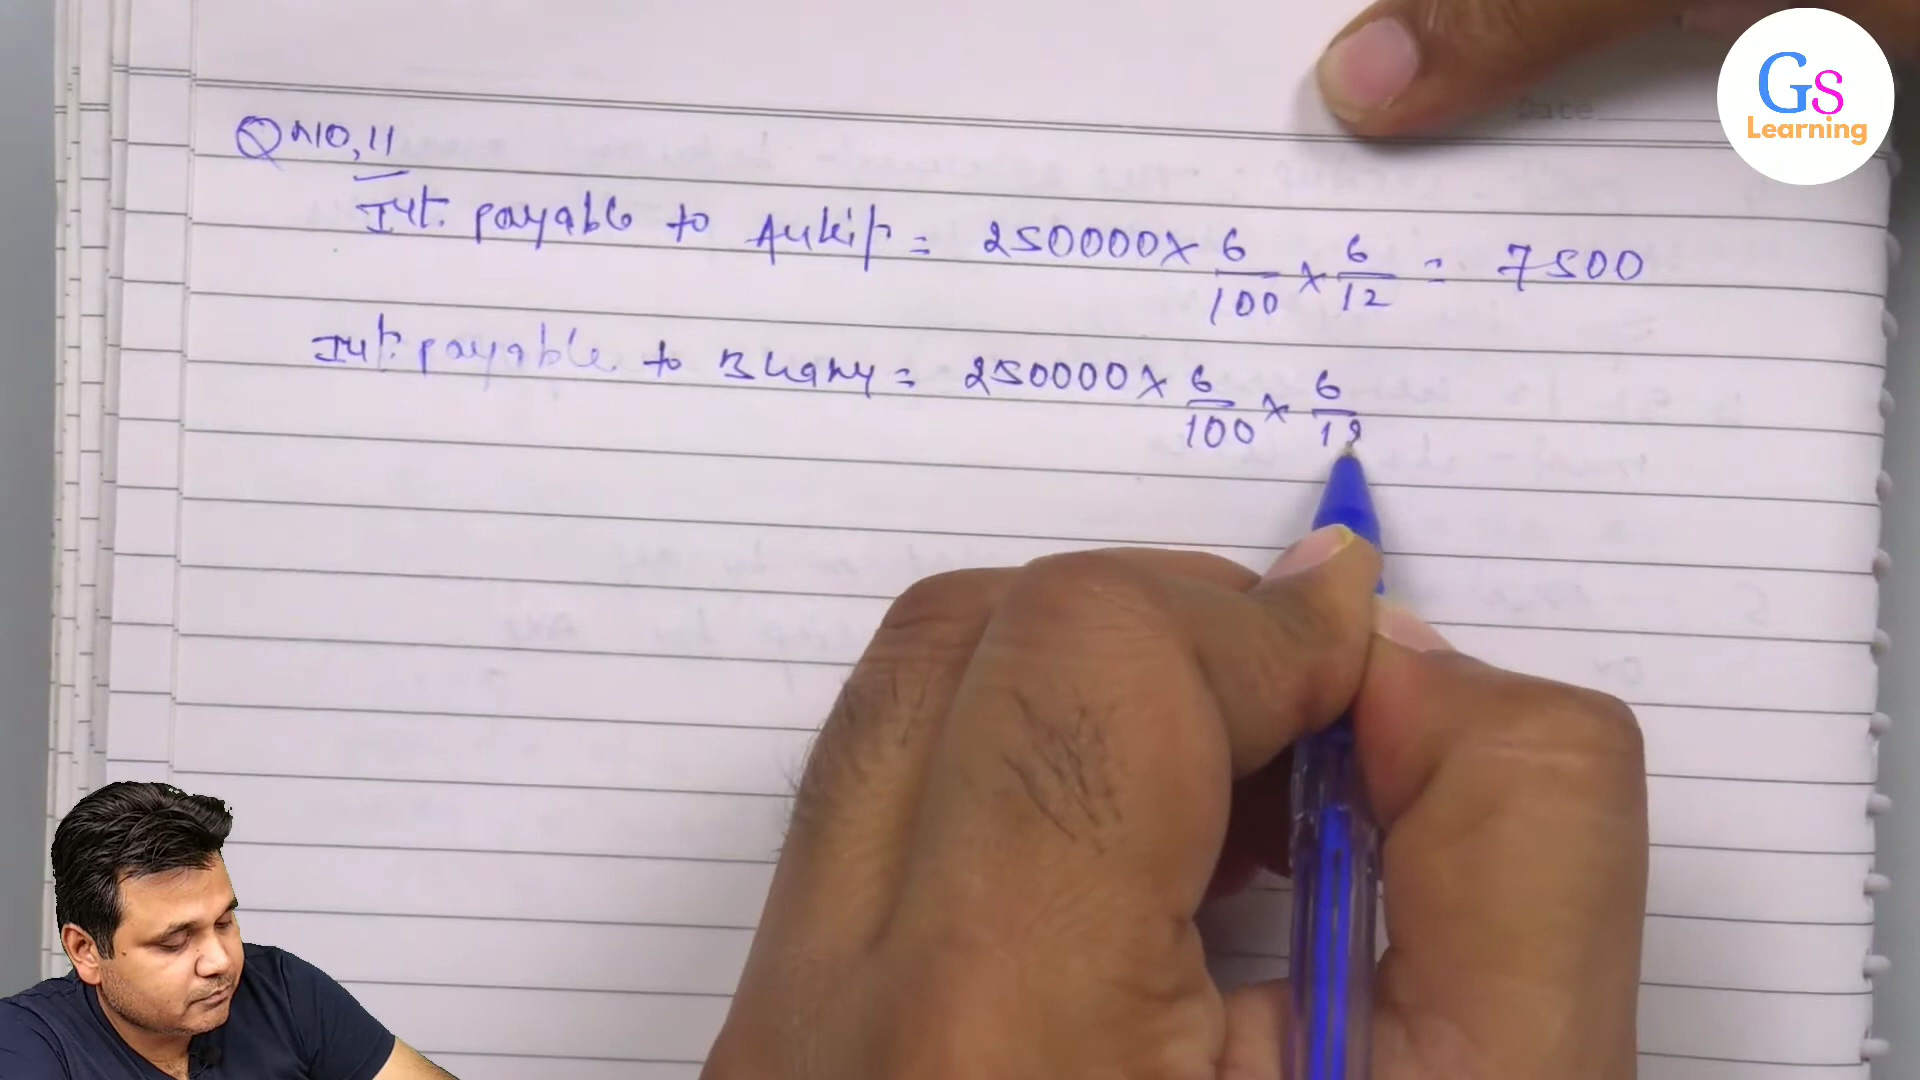 Gs
Learning
Date
Q NO, 11
Int. payable to Ankit = 250000 x 6/100 x 6/12 = 7500
Int. payable to Bhanu = 250000 x 6/100 x 6/12